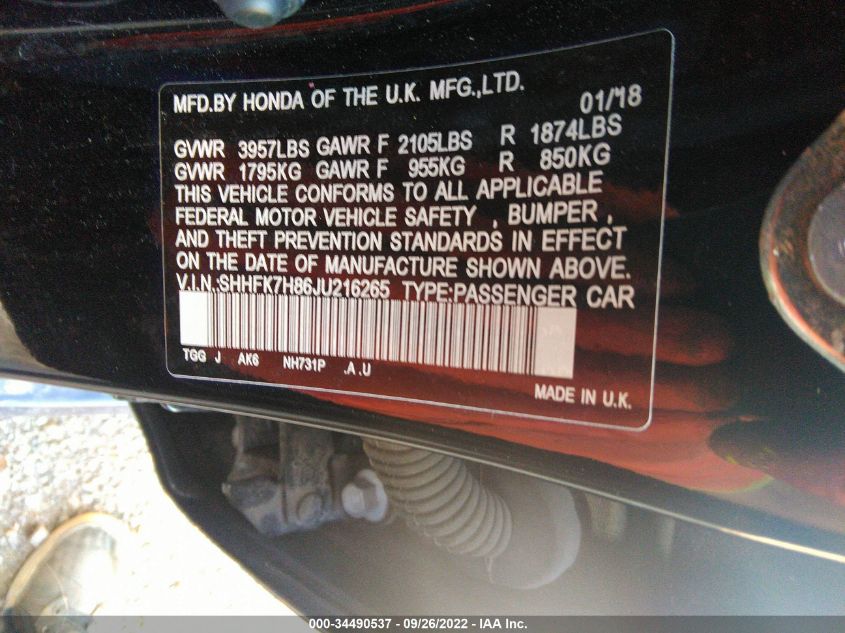 MFD.BY HONDA OF THE U.K. MFG.,LTD. 01/18
GVWR 3957LBS GAWR F 2105LBS R 1874LBS
GVWR 1795KG GAWR F 955KG R 850KG
THIS VEHICLE CONFORMS TO ALL APPLICABLE
FEDERAL MOTOR VEHICLE SAFETY , BUMPER ,
AND THEFT PREVENTION STANDARDS IN EFFECT
ON THE DATE OF MANUFACTURE SHOWN ABOVE.
V.I.N.:SHHFK7H86JU216265 TYPE:PASSENGER CAR
TGG J AK6 NH731P .A .U
MADE IN U.K.
000-34490537 - 09/26/2022 - IAA Inc.